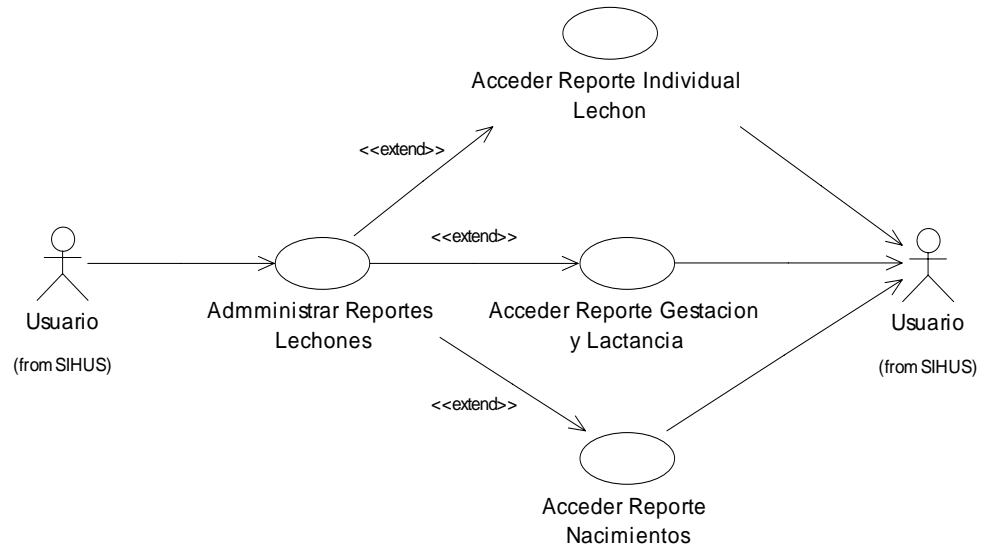 Acceder Reporte Individual
Lechon
<<extend>>
<<extend>>
Usuario
(from SIHUS)
Admministrar Reportes
Lechones
Acceder Reporte Gestacion
y Lactancia
Usuario
(from SIHUS)
<<extend>>
Acceder Reporte
Nacimientos